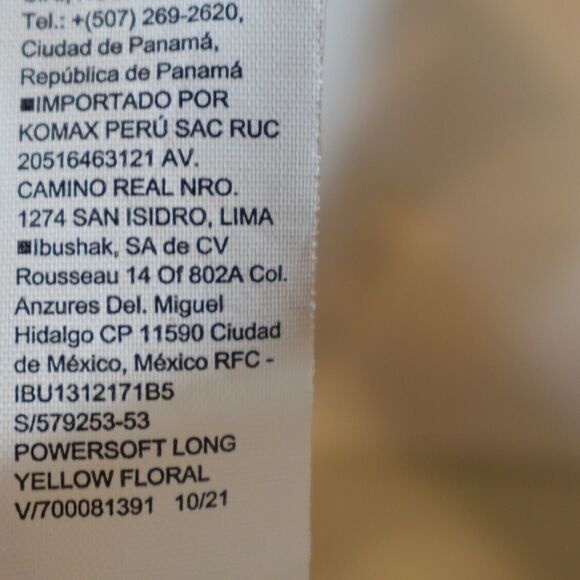 Tel.: +(507) 269-2620,
Ciudad de Panamá,
República de Panamá
■IMPORTADO POR
KOMAX PERÚ SAC RUC
20516463121 AV.
CAMINO REAL NRO.
1274 SAN ISIDRO, LIMA
■Ibushak, SA de CV
Rousseau 14 Of 802A Col.
Anzures Del. Miguel
Hidalgo CP 11590 Ciudad
de México, México RFC -
IBU1312171B5
S/579253-53
POWERSOFT LONG
YELLOW FLORAL
V/700081391 10/21